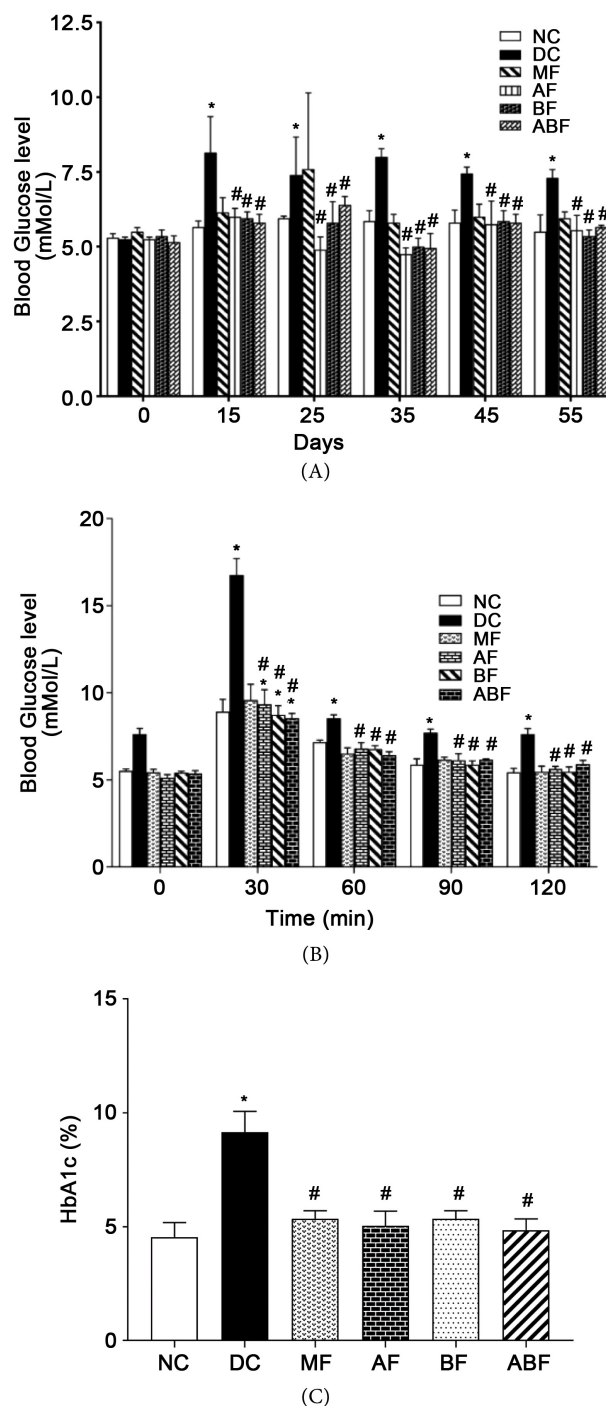 12.5
10.0
7.5
5.0
2.5
0.0
Blood Glucose level
(mMol/L)
NC
DC
MF
AF
BF
ABF
*
# # #
*
# # #
*
# # #
*
# # #
*
# # #
0 15 25 35 45 55
Days
(A)
20
15
10
5
0
Blood Glucose level
(mMol/L)
NC
DC
MF
AF
BF
ABF
*
# # #
* * *
*
# # #
*
# # #
*
# # #
0 30 60 90 120
Time (min)
(B)
15
10
5
0
HbA1c (%)
*
# # # #
NC DC MF AF BF ABF
(C)